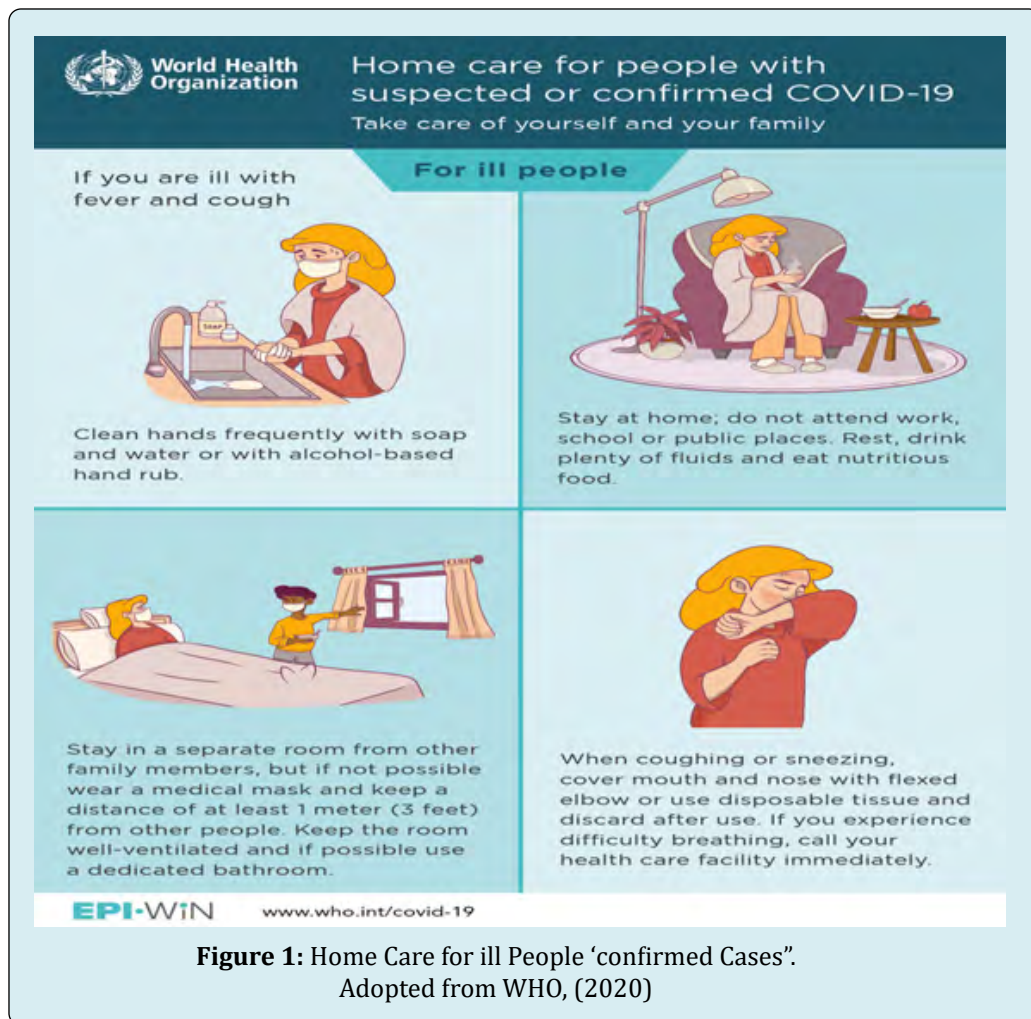 World Health
Organization
Home care for people with
suspected or confirmed COVID-19
Take care of yourself and your family
For ill people
If you are ill with
fever and cough
SOAP
Clean hands frequently with soap
and water or with alcohol-based
hand rub.
Stay at home; do not attend work,
school or public places. Rest, drink
plenty of fluids and eat nutritious
food.
Stay in a separate room from other
family members, but if not possible
wear a medical mask and keep a
distance of at least 1 meter (3 feet)
from other people. Keep the room
well-ventilated and if possible use
a dedicated bathroom.
When coughing or sneezing,
cover mouth and nose with flexed
elbow or use disposable tissue and
discard after use. If you experience
difficulty breathing, call your
health care facility immediately.
EPI•WiN www.who.int/covid-19
Figure 1: Home Care for ill People ‘confirmed Cases”.
Adopted from WHO, (2020)